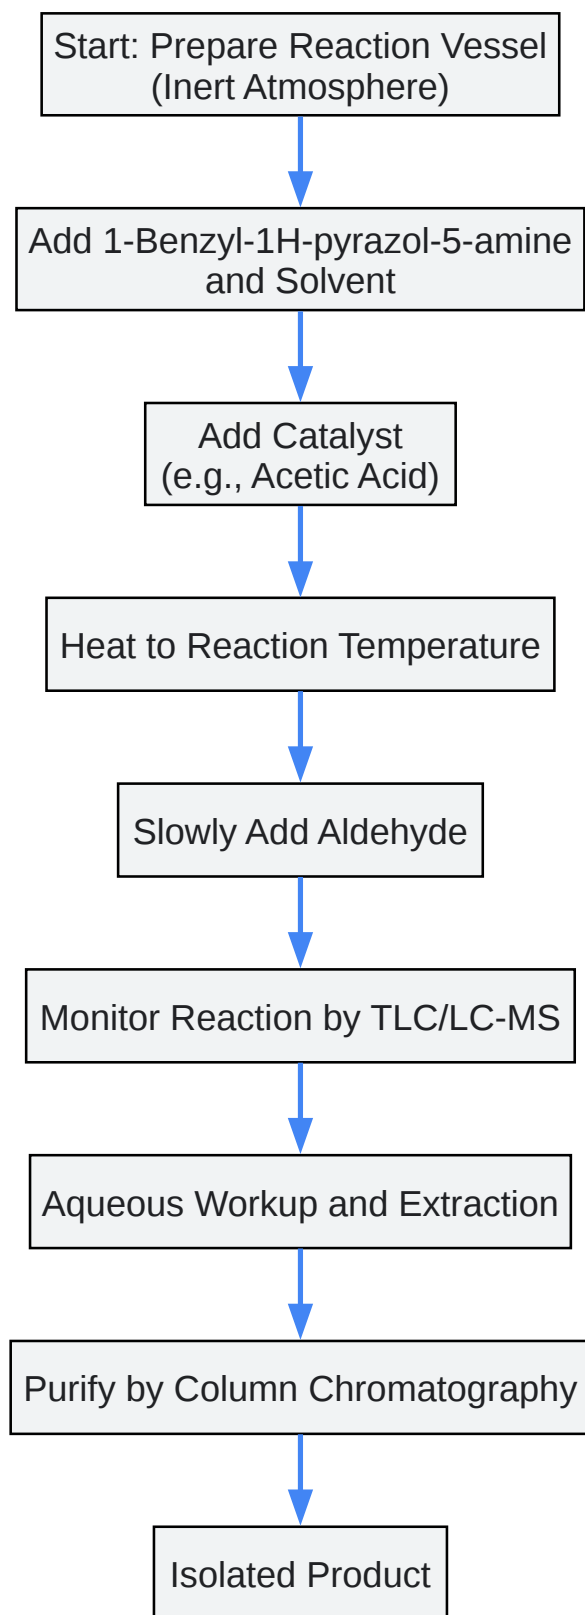 Start: Prepare Reaction Vessel
(Inert Atmosphere)
Add 1-Benzyl-1H-pyrazol-5-amine
and Solvent
Add Catalyst
(e.g., Acetic Acid)
Heat to Reaction Temperature
Slowly Add Aldehyde
Monitor Reaction by TLC/LC-MS
Aqueous Workup and Extraction
Purify by Column Chromatography
Isolated Product